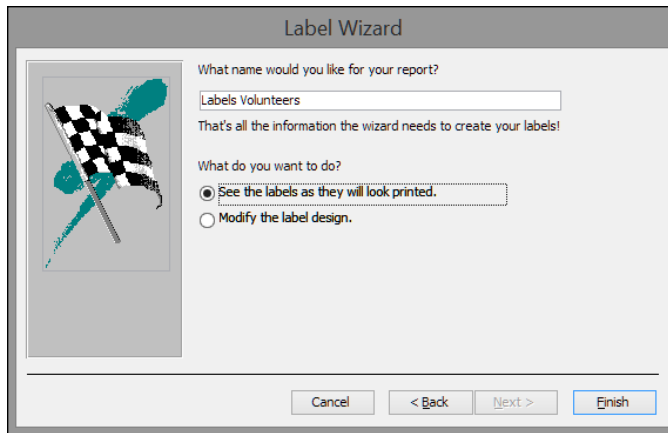 Label Wizard
What name would you like for your report?
Labels Volunteers
That's all the information the wizard needs to create your labels!
What do you want to do?
See the labels as they will look printed.
Modify the label design.
Cancel
< Back
Next >
Finish